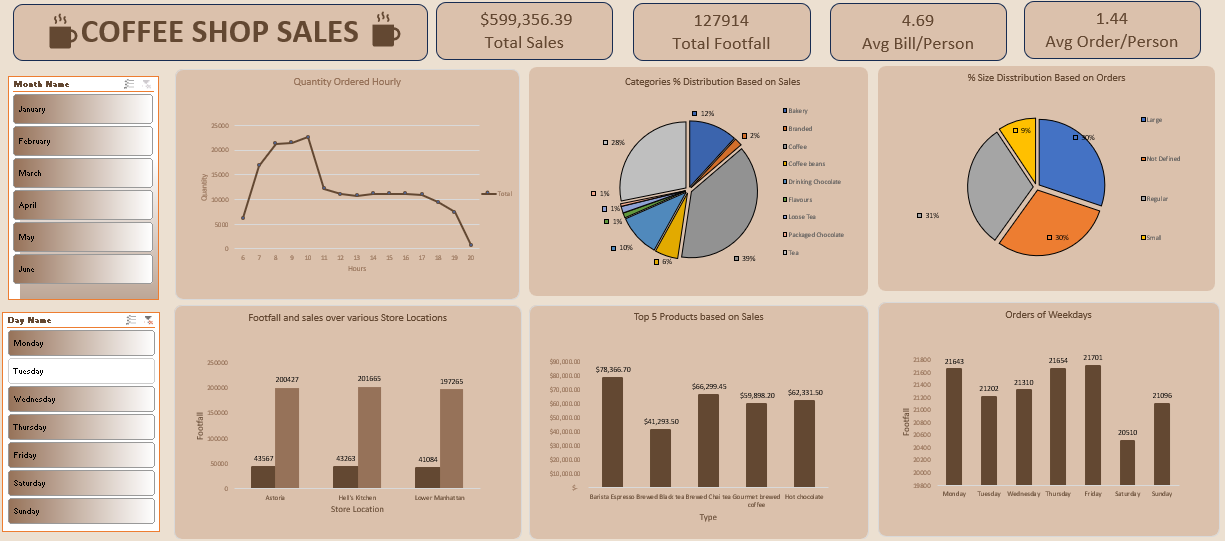 COFFEE SHOP SALES
$599,356.39
Total Sales
127914
Total Footfall
4.69
Avg Bill/Person
1.44
Avg Order/Person
Month Name
January
February
March
April
May
June
Quantity Ordered Hourly
25000
20000
15000
10000
5000
0
Quantity
6 7 8 9 10 11 12 13 14 15 16 17 18 19 20
Hours
Total
Categories % Distribution Based on Sales
12%
2%
39%
6%
10%
1%
1%
1%
28%
Bakery
Branded
Coffee
Coffee beans
Drinking Chocolate
Flavours
Loose Tea
Packaged Chocolate
Tea
% Size Disstribution Based on Orders
30%
30%
31%
9%
Large
Not Defined
Regular
Small
Day Name
Monday
Tuesday
Wednesday
Thursday
Friday
Saturday
Sunday
Footfall and sales over various Store Locations
250000
200000
150000
100000
50000
0
Footfall
43567 200427
43263 201665
41084 197265
Astoria Hell's Kitchen Lower Manhattan
Store Location
Top 5 Products based on Sales
$90,000.00
$80,000.00
$70,000.00
$60,000.00
$50,000.00
$40,000.00
$30,000.00
$20,000.00
$10,000.00
$-
$78,366.70
$41,293.50
$66,299.45
$59,898.20
$62,331.50
Barista Espresso Brewed Black tea Brewed Chai tea Gourmet brewed coffee Hot chocolate
Type
Orders of Weekdays
21800
21600
21400
21200
21000
20800
20600
20400
20200
20000
19800
Footfall
21643
21202
21310
21654
21701
20510
21096
Monday Tuesday Wednesday Thursday Friday Saturday Sunday